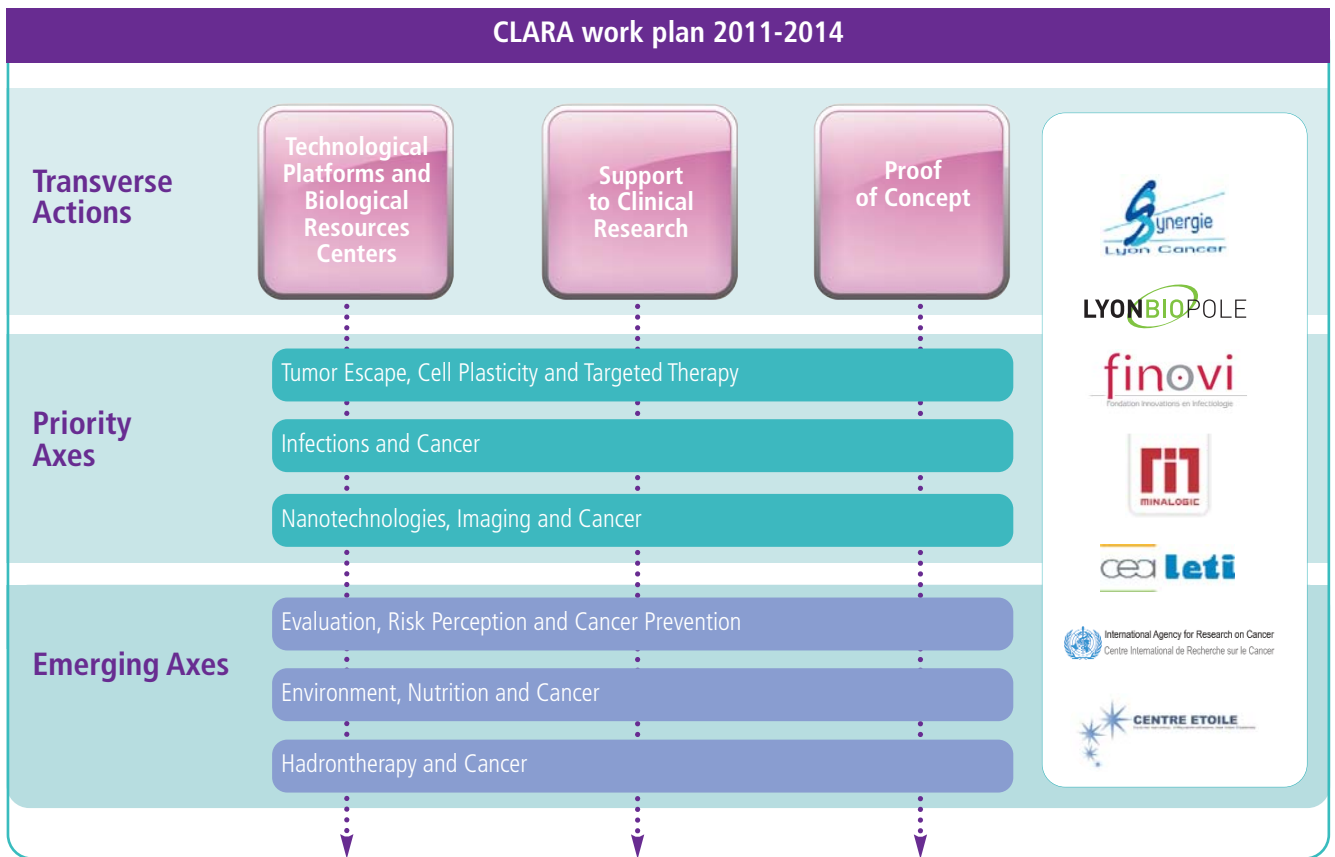 CLARA work plan 2011-2014
Transverse
Actions
Technological
Platforms and
Biological
Resources
Centers
Support
to Clinical
Research
Proof
of Concept
Priority
Axes
Tumor Escape, Cell Plasticity and Targeted Therapy
Infections and Cancer
Nanotechnologies, Imaging and Cancer
Emerging Axes
Evaluation, Risk Perception and Cancer Prevention
Environment, Nutrition and Cancer
Hadrontherapy and Cancer
Synergie
Lyon Cancer
LYONBIOPOLE
finovi
Fondation Innovations en Infectiologie
MINALOGIC
cea leti
International Agency for Research on Cancer
Centre International de Recherche sur le Cancer
CENTRE ETOILE